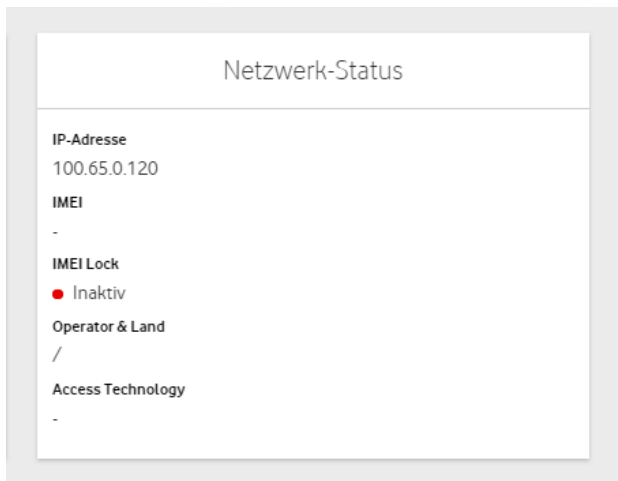 Netzwerk-Status
IP-Adresse
100.65.0.120
IMEI
-
IMEI Lock
Inaktiv
Operator & Land
/
Access Technology
-